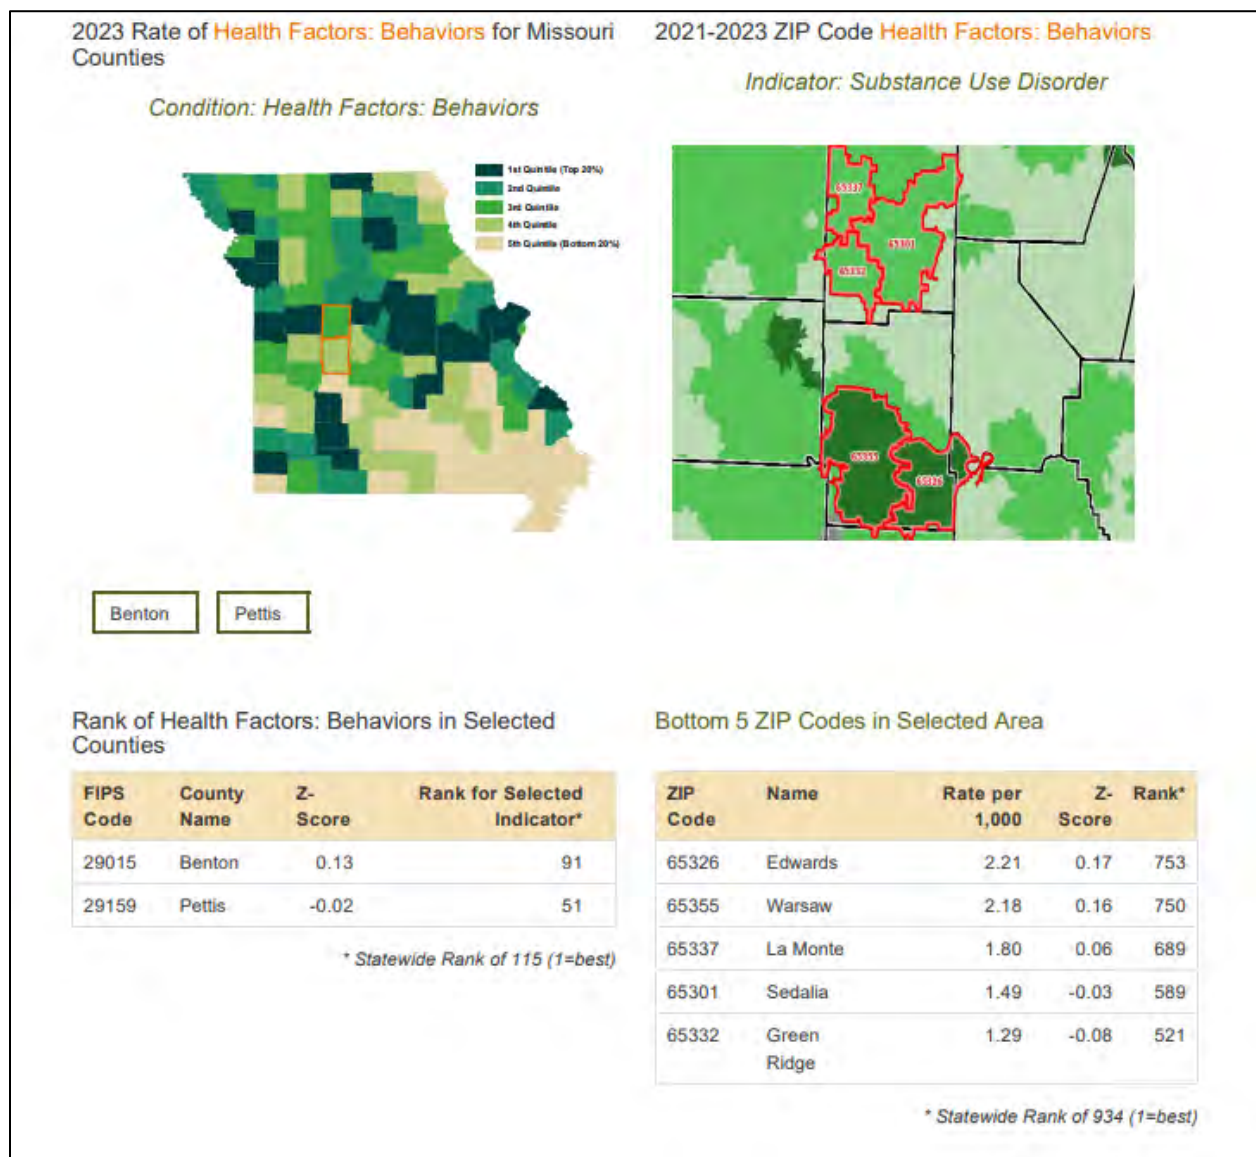 2023 Rate of Health Factors: Behaviors for Missouri
Counties
Condition: Health Factors: Behaviors
1st Quintile (Top 20%)
2nd Quintile
3rd Quintile
4th Quintile
5th Quintile (Bottom 20%)
2021-2023 ZIP Code Health Factors: Behaviors
Indicator: Substance Use Disorder
65337
65301
65332
65355
65326
Benton
Pettis
Rank of Health Factors: Behaviors in Selected
Counties
FIPS Code County Name Z-Score Rank for Selected Indicator*
29015 Benton 0.13 91
29159 Pettis -0.02 51
* Statewide Rank of 115 (1=best)
Bottom 5 ZIP Codes in Selected Area
ZIP Code Name Rate per 1,000 Z-Score Rank*
65326 Edwards 2.21 0.17 753
65355 Warsaw 2.18 0.16 750
65337 La Monte 1.80 0.06 689
65301 Sedalia 1.49 -0.03 589
65332 Green Ridge 1.29 -0.08 521
* Statewide Rank of 934 (1=best)